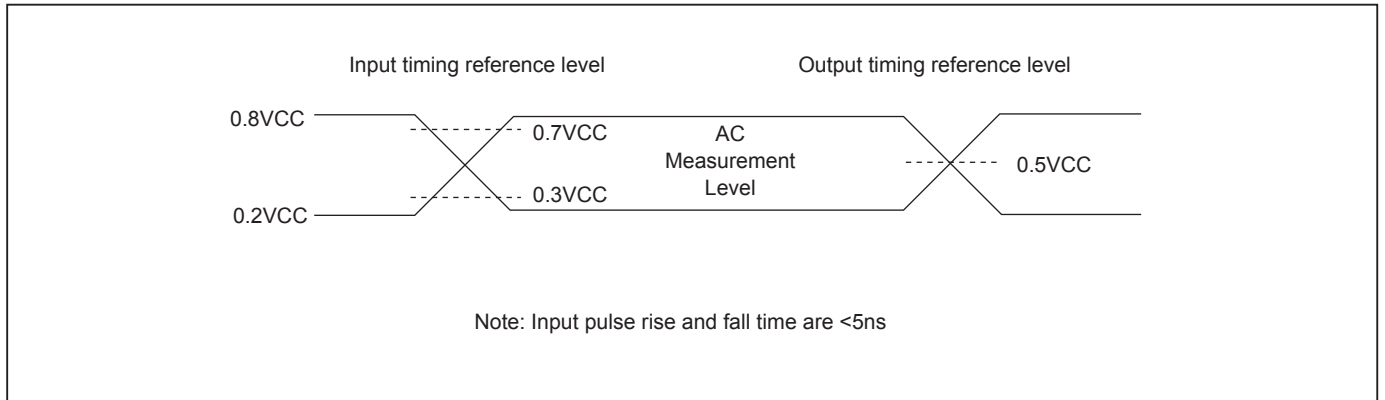 Input timing reference level
Output timing reference level
0.8VCC
0.7VCC
AC
Measurement
Level
0.5VCC
0.3VCC
0.2VCC
Note: Input pulse rise and fall time are <5ns